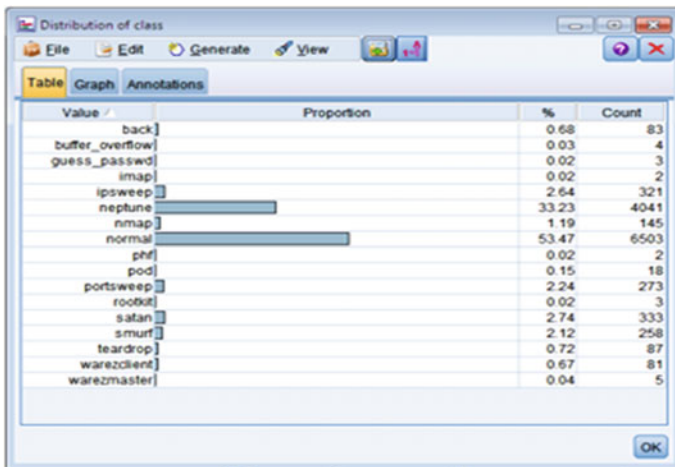 Distribution of class
File Edit Generate View
Table Graph Annotations
Value Proportion % Count
back 0.68 83
buffer_overflow 0.03 4
guess_passwd 0.02 3
imap 0.02 2
ipsweep 2.64 321
neptune 33.23 4041
nmap 1.19 145
normal 53.47 6503
phf 0.02 2
pod 0.15 18
portsweep 2.24 273
rootkit 0.02 3
satan 2.74 333
smurf 2.12 258
teardrop 0.72 87
warezclient 0.67 81
warezmaster 0.04 5
OK